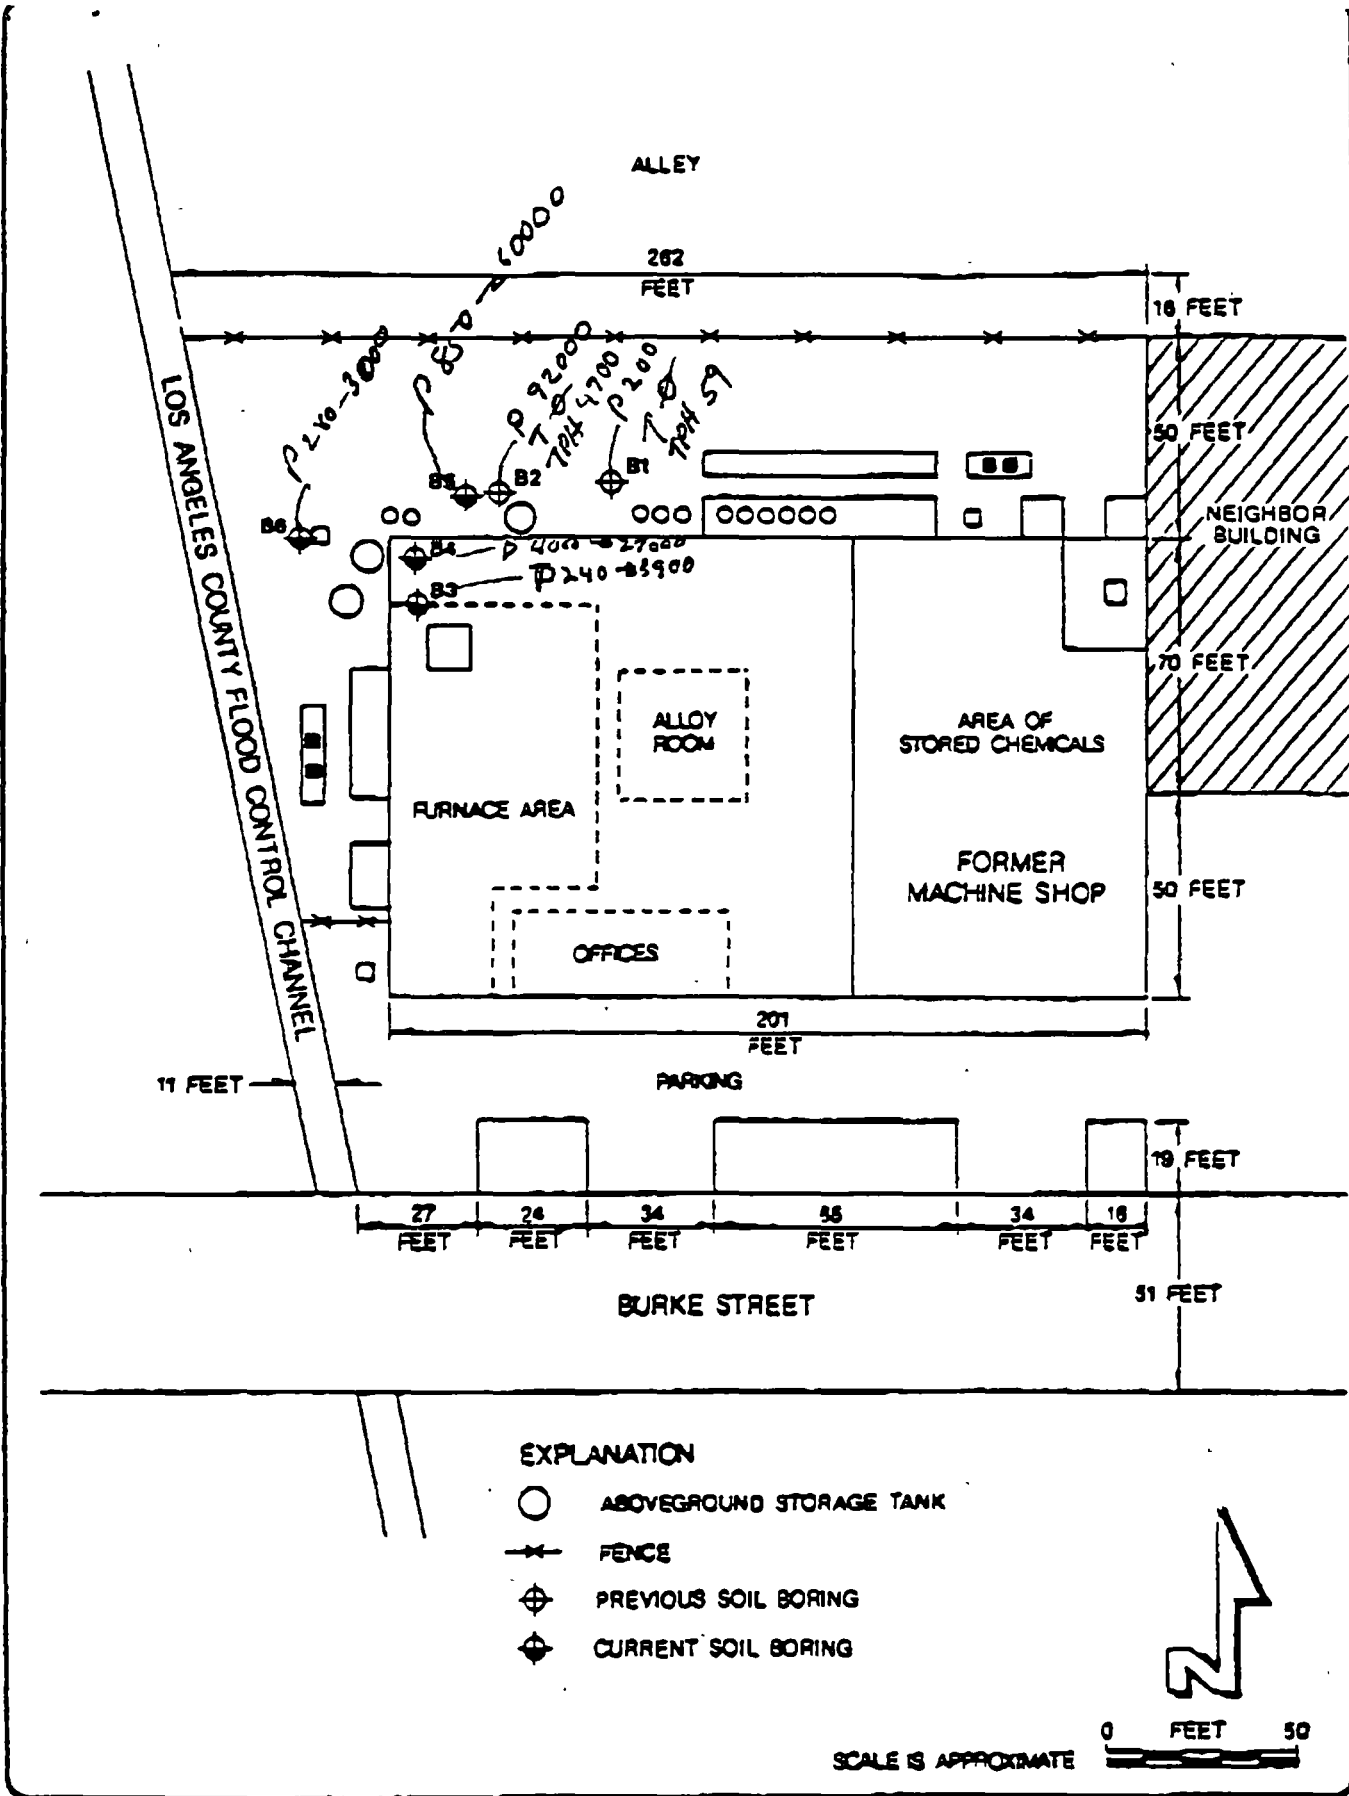 ALLEY
262
FEET
16 FEET
P 280-3000
P 92000
T Ø
TPH 4700
P 200
T Ø
TPH 59
50 FEET
B5
B2
B1
B6
NEIGHBOR
BUILDING
B4
B3
P 240 → 3900
LOS ANGELES COUNTY FLOOD CONTROL CHANNEL
70 FEET
ALLOY
ROOM
AREA OF
STORED CHEMICALS
FURNACE AREA
FORMER
MACHINE SHOP
50 FEET
OFFICES
201
FEET
11 FEET
PARKING
19 FEET
27
FEET
24
FEET
34
FEET
FEET
34
FEET
16
FEET
BURKE STREET
51 FEET
EXPLANATION
ABOVEGROUND STORAGE TANK
FENCE
PREVIOUS SOIL BORING
CURRENT SOIL BORING
0 FEET 50
SCALE IS APPROXIMATE